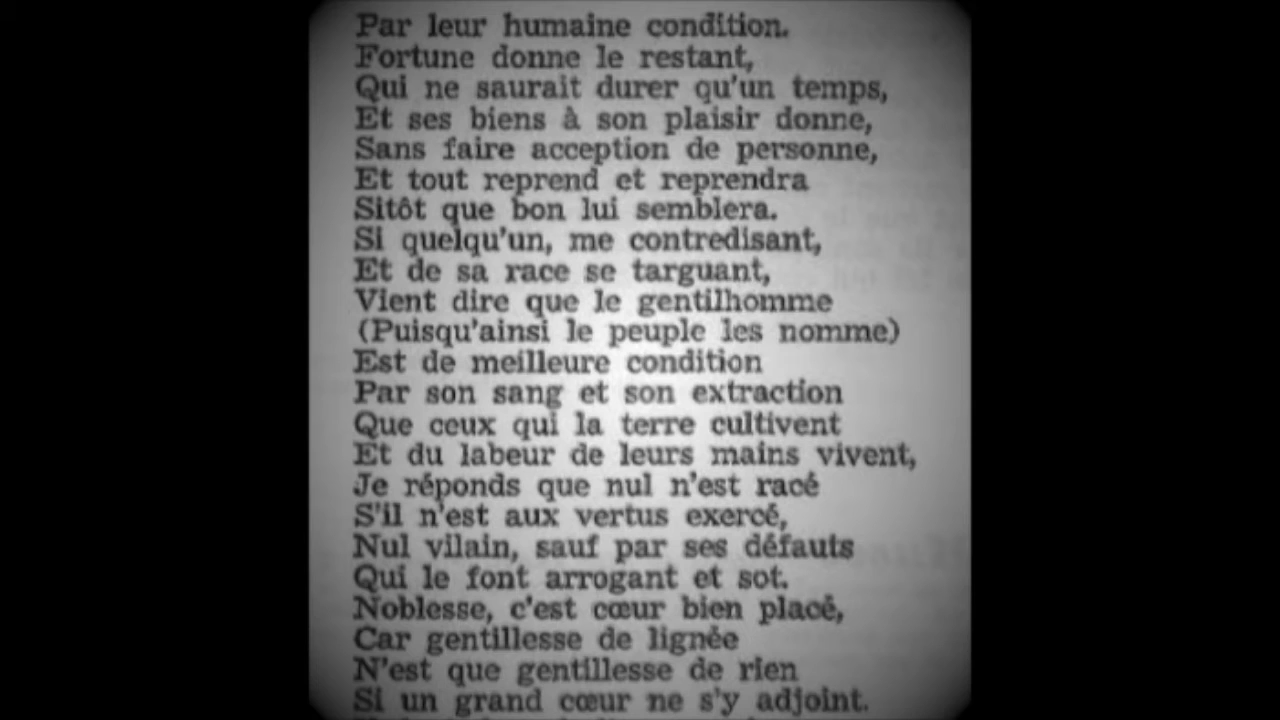 Par leur humaine condition.
Fortune donne le restant,
Qui ne saurait durer qu'un temps,
Et ses biens à son plaisir donne,
Sans faire acception de personne,
Et tout reprend et reprendra
Sitôt que bon lui semblera.
Si quelqu'un, me contredisant,
Et de sa race se targuant,
Vient dire que le gentilhomme
(Puisqu'ainsi le peuple les nomme)
Est de meilleure condition
Par son sang et son extraction
Que ceux qui la terre cultivent
Et du labeur de leurs mains vivent,
Je réponds que nul n'est racé
S'il n'est aux vertus exercé,
Nul vilain, sauf par ses défauts
Qui le font arrogant et sot.
Noblesse, c'est cœur bien placé,
Car gentillesse de lignée
N'est que gentillesse de rien
Si un grand cœur ne s'y adjoint.